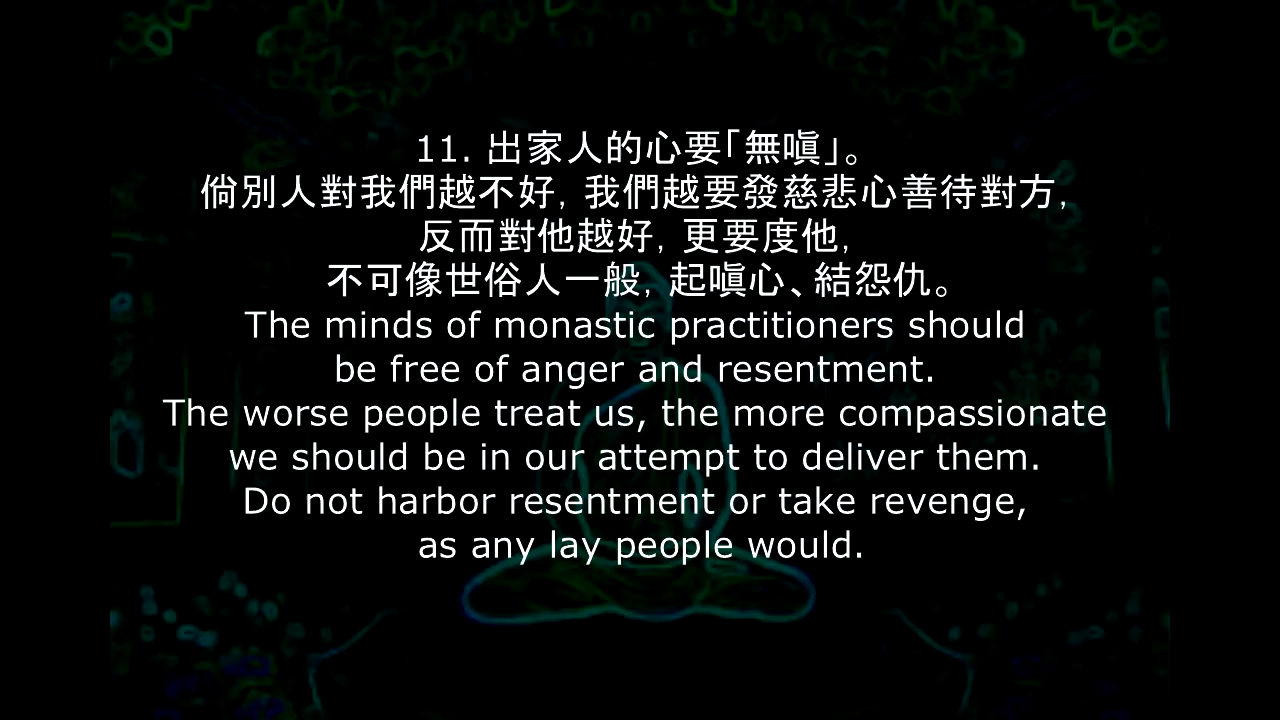 11. 出家人的心要「無嗔」。
倘別人對我們越不好，我們越要發慈悲心善待對方，
反而對他越好，更要度他，
不可像世俗人一般，起嗔心、結怨仇。
The minds of monastic practitioners should
be free of anger and resentment.
The worse people treat us, the more compassionate
we should be in our attempt to deliver them.
Do not harbor resentment or take revenge,
as any lay people would.